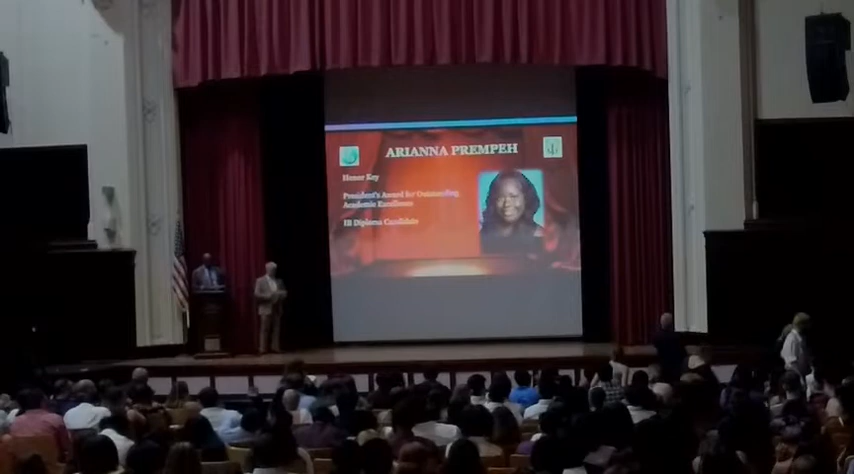 ARIANNA PREMPEH
Honor Key
President's Award for Outstanding
Academic Excellence
IB Diploma Candidate